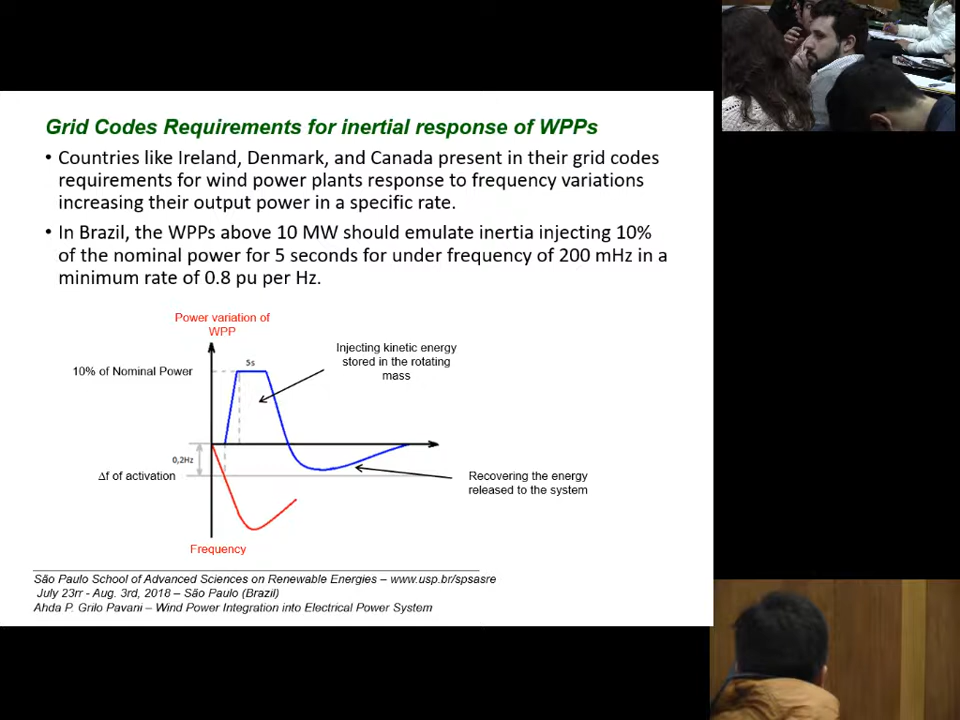 Grid Codes Requirements for inertial response of WPPs
• Countries like Ireland, Denmark, and Canada present in their grid codes
requirements for wind power plants response to frequency variations
increasing their output power in a specific rate.
• In Brazil, the WPPs above 10 MW should emulate inertia injecting 10%
of the nominal power for 5 seconds for under frequency of 200 mHz in a
minimum rate of 0.8 pu per Hz.
Power variation of
WPP
5s
Injecting kinetic energy
stored in the rotating
mass
10% of Nominal Power
0,2Hz
Δf of activation
Recovering the energy
released to the system
Frequency
São Paulo School of Advanced Sciences on Renewable Energies – www.usp.br/spsasre
July 23rr - Aug. 3rd, 2018 – São Paulo (Brazil)
Ahda P. Grilo Pavani – Wind Power Integration into Electrical Power System